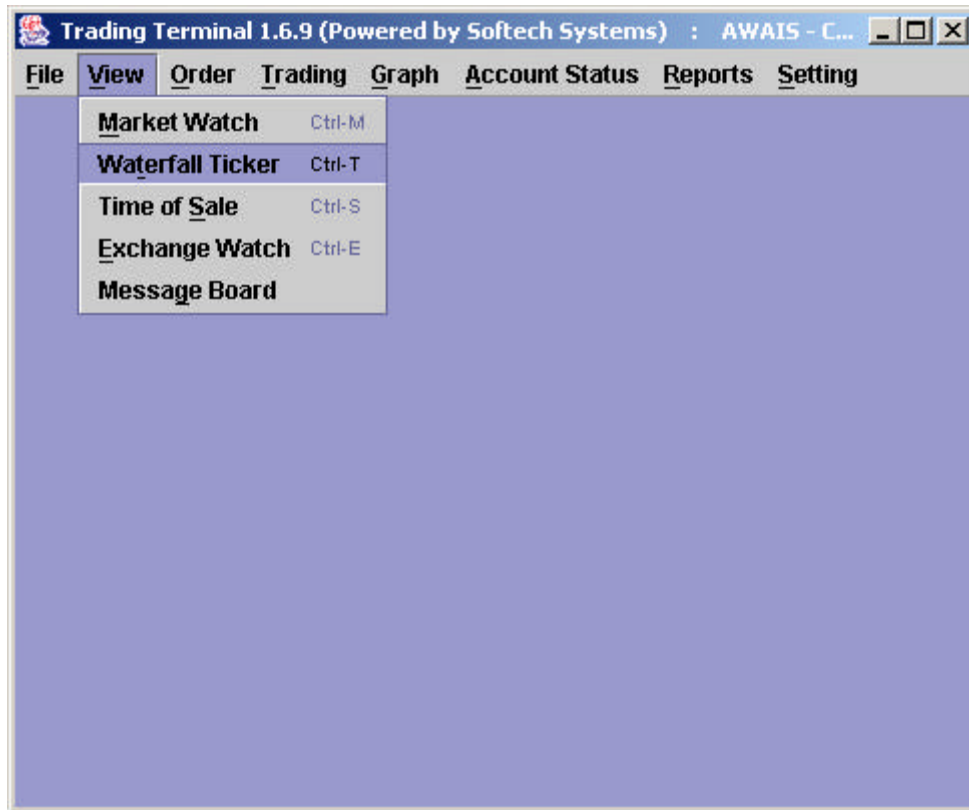 Trading Terminal 1.6.9 (Powered by Softech Systems) : AWAIS - C...
File View Order Trading Graph Account Status Reports Setting
Market Watch Ctrl-M
Waterfall Ticker Ctrl-T
Time of Sale Ctrl-S
Exchange Watch Ctrl-E
Message Board